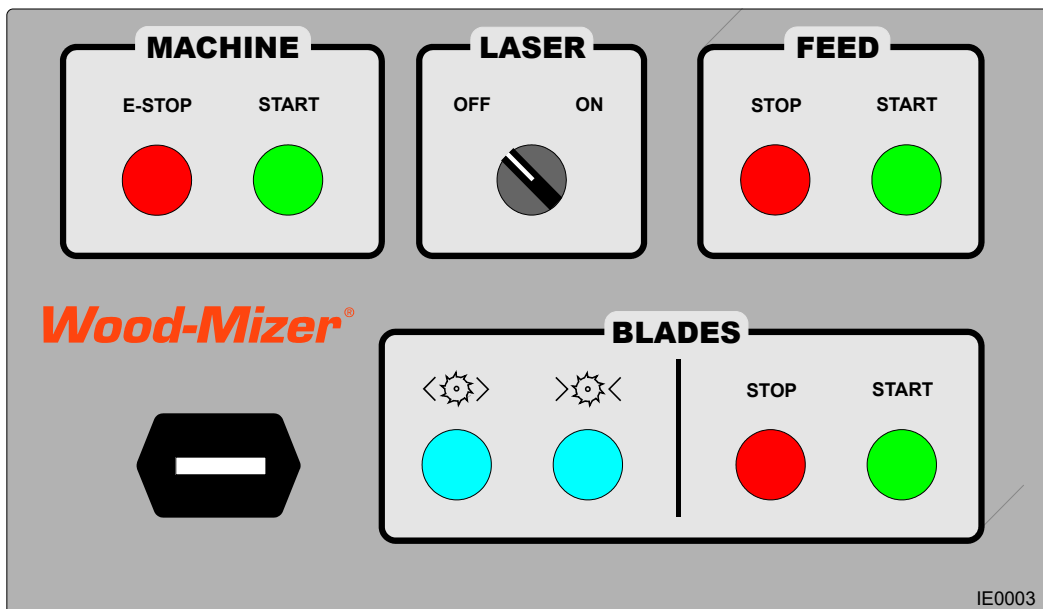 MACHINE
E-STOP START
LASER
OFF ON
FEED
STOP START
Wood-Mizer®
BLADES
STOP START
IE0003